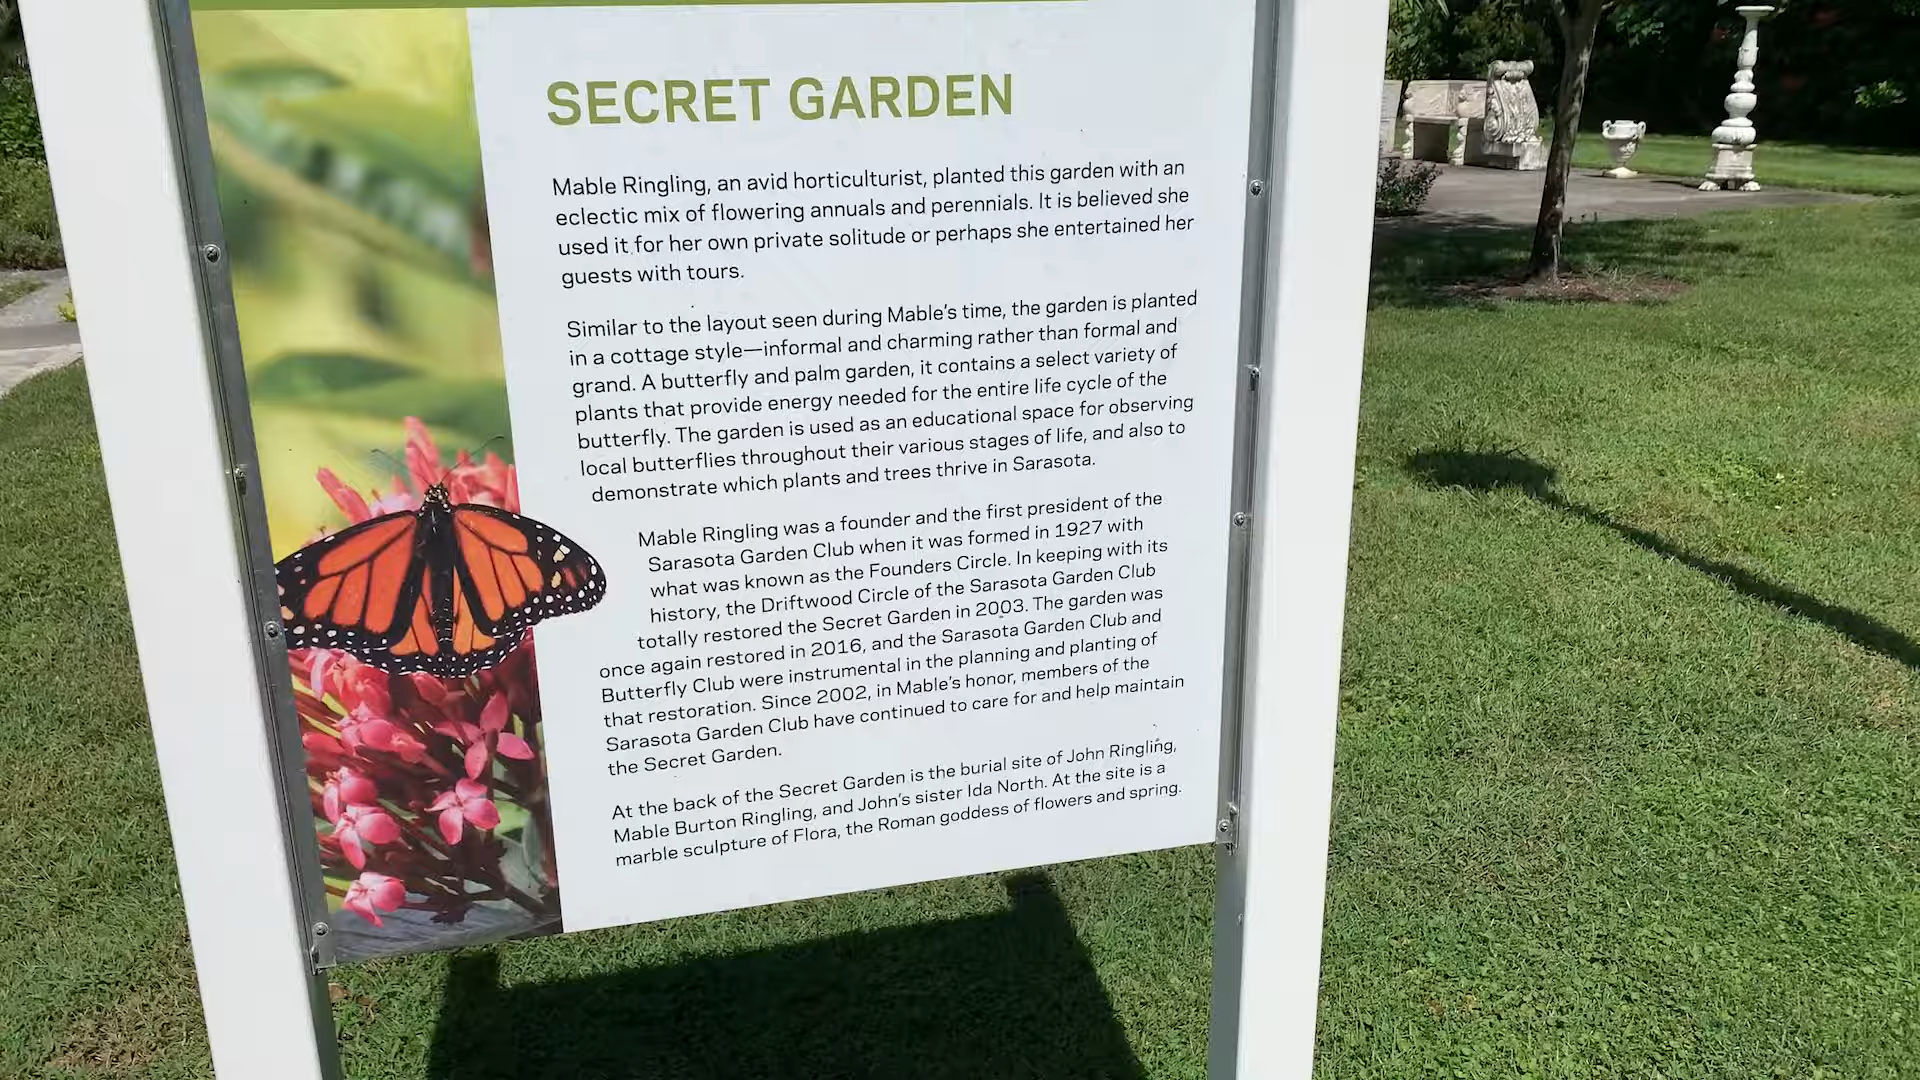 SECRET GARDEN
Mable Ringling, an avid horticulturist, planted this garden with an
eclectic mix of flowering annuals and perennials. It is believed she
used it for her own private solitude or perhaps she entertained her
guests with tours.
Similar to the layout seen during Mable's time, the garden is planted
in a cottage style—informal and charming rather than formal and
grand. A butterfly and palm garden, it contains a select variety of
plants that provide energy needed for the entire life cycle of the
butterfly. The garden is used as an educational space for observing
local butterflies throughout their various stages of life, and also to
demonstrate which plants and trees thrive in Sarasota.
Mable Ringling was a founder and the first president of the
Sarasota Garden Club when it was formed in 1927 with
what was known as the Founders Circle. In keeping with its
history, the Driftwood Circle of the Sarasota Garden Club
totally restored the Secret Garden in 2003. The garden was
once again restored in 2016, and the Sarasota Garden Club and
Butterfly Club were instrumental in the planning and planting of
that restoration. Since 2002, in Mable's honor, members of the
Sarasota Garden Club have continued to care for and help maintain
the Secret Garden.
At the back of the Secret Garden is the burial site of John Ringling,
Mable Burton Ringling, and John's sister Ida North. At the site is a
marble sculpture of Flora, the Roman goddess of flowers and spring.